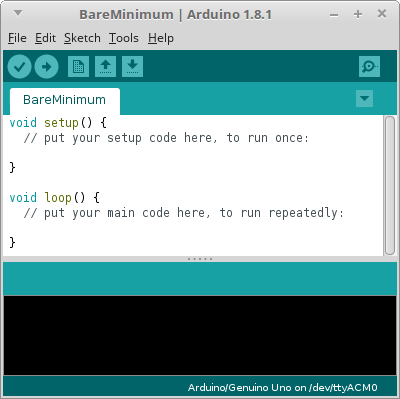 BareMinimum | Arduino 1.8.1
File Edit Sketch Tools Help
BareMinimum
void setup() {
  // put your setup code here, to run once:
}
void loop() {
  // put your main code here, to run repeatedly:
}
Arduino/Genuino Uno on /dev/ttyACM0